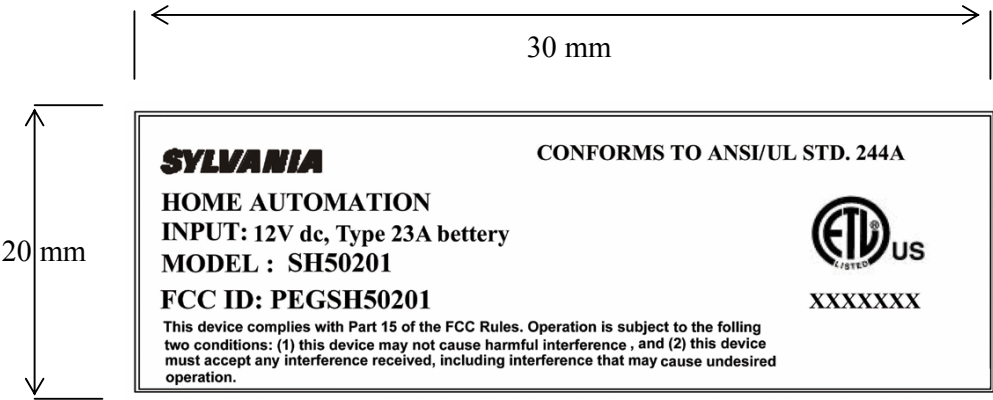 30 mm
20 mm
SYLVANIA
CONFORMS TO ANSI/UL STD. 244A
HOME AUTOMATION
INPUT: 12V dc, Type 23A bettery
MODEL : SH50201
FCC ID: PEGSH50201
ETL®
LISTED
US
XXXXXXX
This device complies with Part 15 of the FCC Rules. Operation is subject to the folling
two conditions: (1) this device may not cause harmful interference , and (2) this device
must accept any interference received, including interference that may cause undesired
operation.